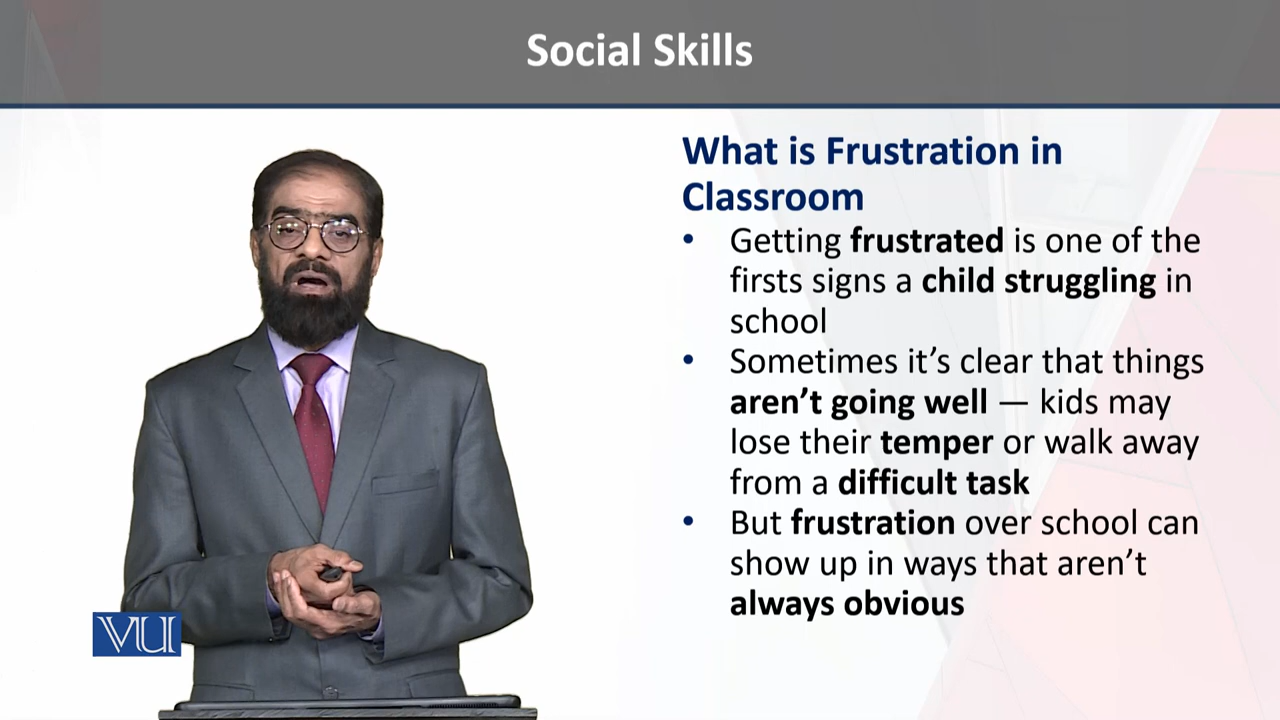 Social Skills
What is Frustration in
Classroom
• Getting frustrated is one of the
firsts signs a child struggling in
school
• Sometimes it’s clear that things
aren’t going well — kids may
lose their temper or walk away
from a difficult task
• But frustration over school can
show up in ways that aren’t
always obvious
VU